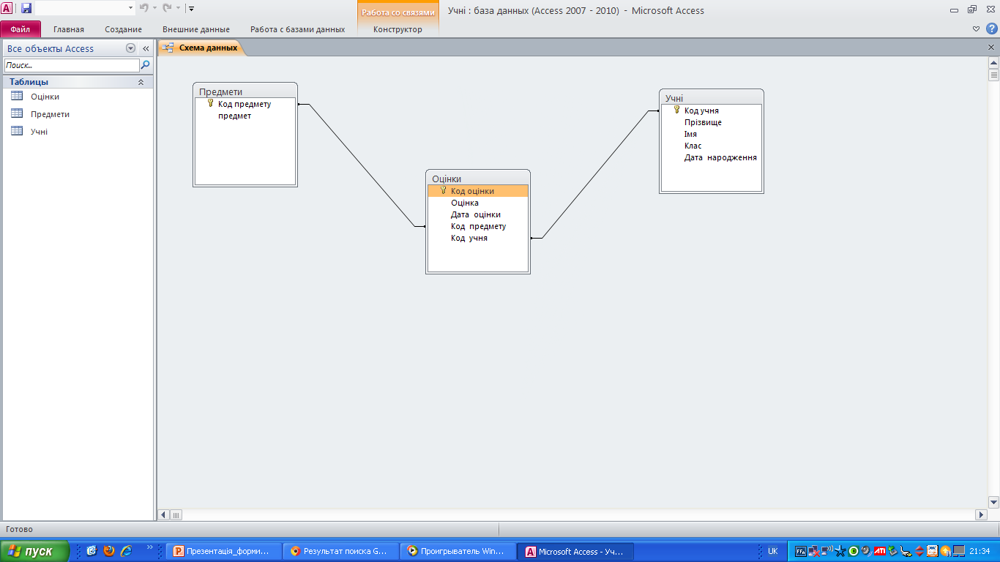 Работа со связями
Учні : база данных (Access 2007 - 2010) - Microsoft Access
Файл Главная Создание Внешние данные Работа с базами данных Конструктор
Все объекты Access
Поиск...
Таблицы
Оцінки
Предмети
Учні
Схема данных
Предмети
Код предмету
предмет
Оцінки
Код оцінки
Оцінка
Дата оцінки
Код предмету
Код учня
Учні
Код учня
Прізвище
Імя
Клас
Дата народження
Готово
пуск
Презентація_форми...
Результат поиска G...
Проигрыватель Win...
Microsoft Access - Уч...
UK
ATI
21:34